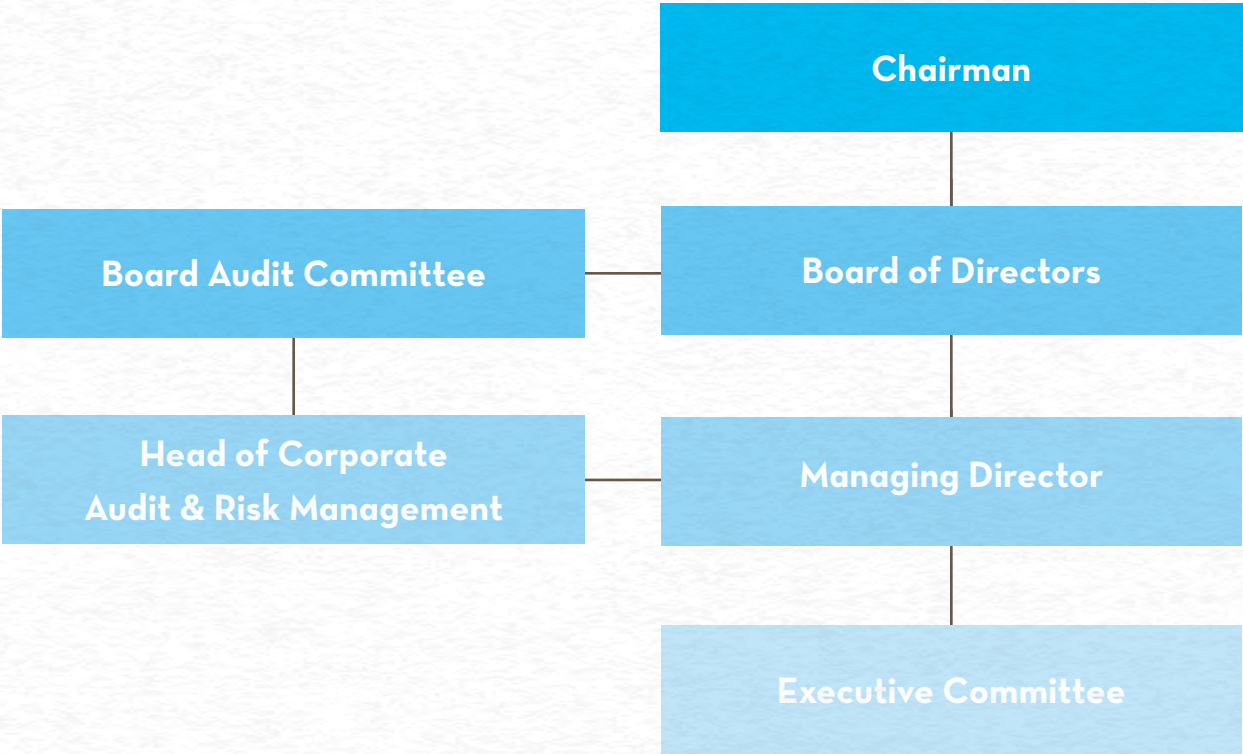 Chairman
Board Audit Committee
Board of Directors
Head of Corporate
Audit & Risk Management
Managing Director
Executive Committee